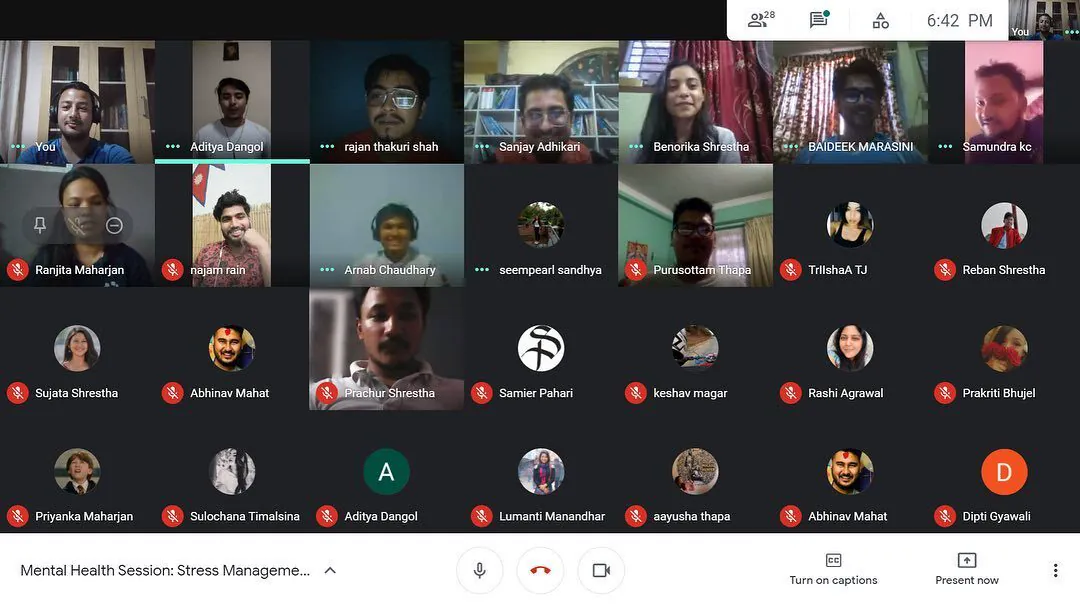 28
6:42 PM
You
You
Aditya Dangol
rajan thakuri shah
Sanjay Adhikari
Benorika Shrestha
BAIDEEK MARASINI
Samundra kc
Ranjita Maharjan
najam rain
Arnab Chaudhary
seempearl sandhya
Purusottam Thapa
TrIIshaA TJ
Reban Shrestha
Sujata Shrestha
Abhinav Mahat
Prachur Shrestha
Samier Pahari
keshav magar
Rashi Agrawal
Prakriti Bhujel
A
D
Priyanka Maharjan
Sulochana Timalsina
Aditya Dangol
Lumanti Manandhar
aayusha thapa
Abhinav Mahat
Dipti Gyawali
Mental Health Session: Stress Manageme...
CC
Turn on captions
Present now